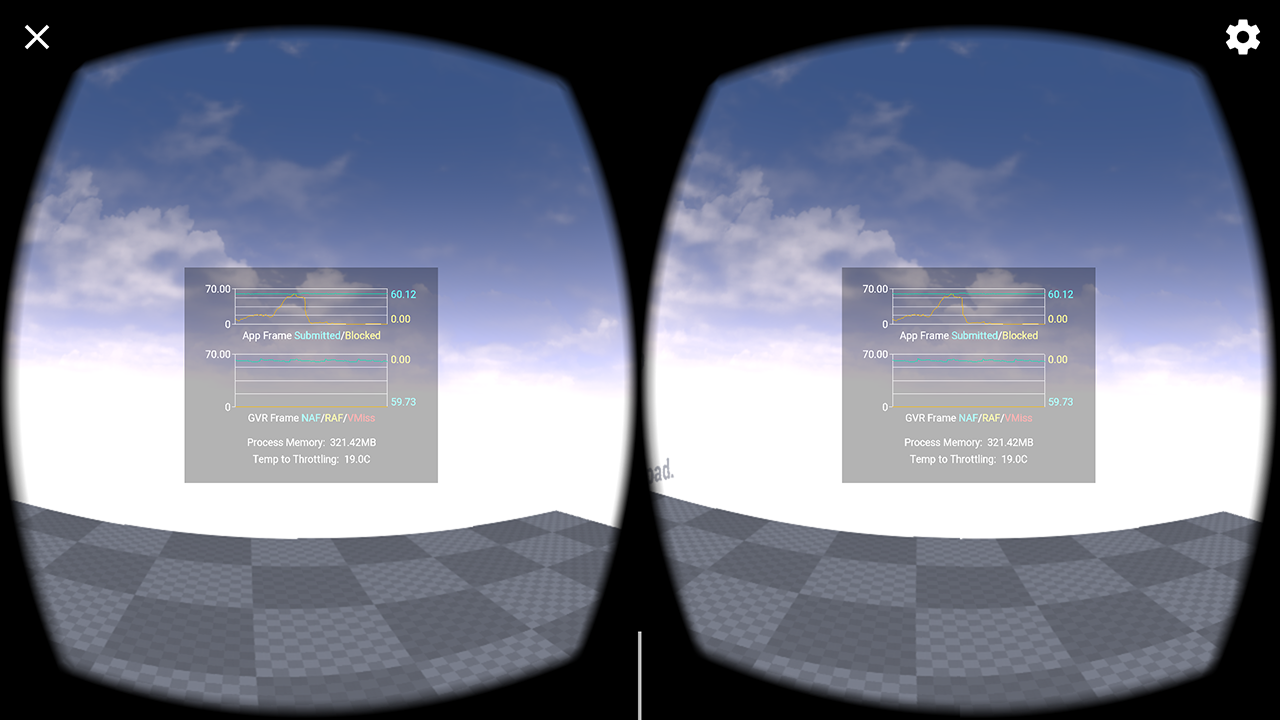 70.00
60.12
0.00
0
App Frame Submitted/Blocked
70.00
0.00
59.73
0
GVR Frame NAF/RAF/VMiss
Process Memory: 321.42MB
Temp to Throttling: 19.0C
70.00
60.12
0.00
0
App Frame Submitted/Blocked
70.00
0.00
59.73
0
GVR Frame NAF/RAF/VMiss
Process Memory: 321.42MB
Temp to Throttling: 19.0C